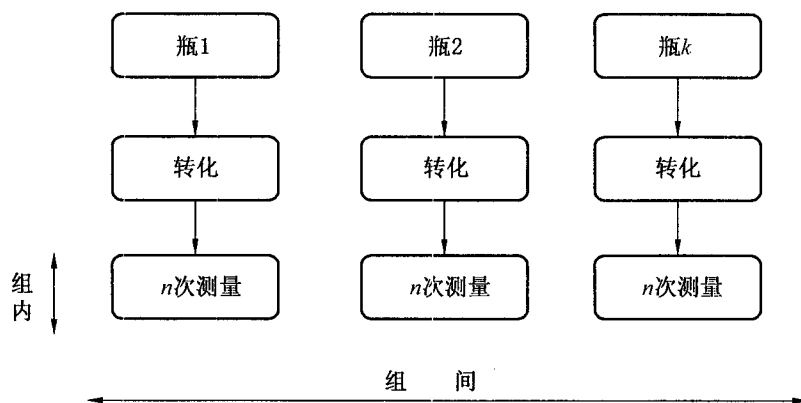 瓶1 瓶2 瓶k
转化 转化 转化
n次测量 n次测量 n次测量
组内
组 间